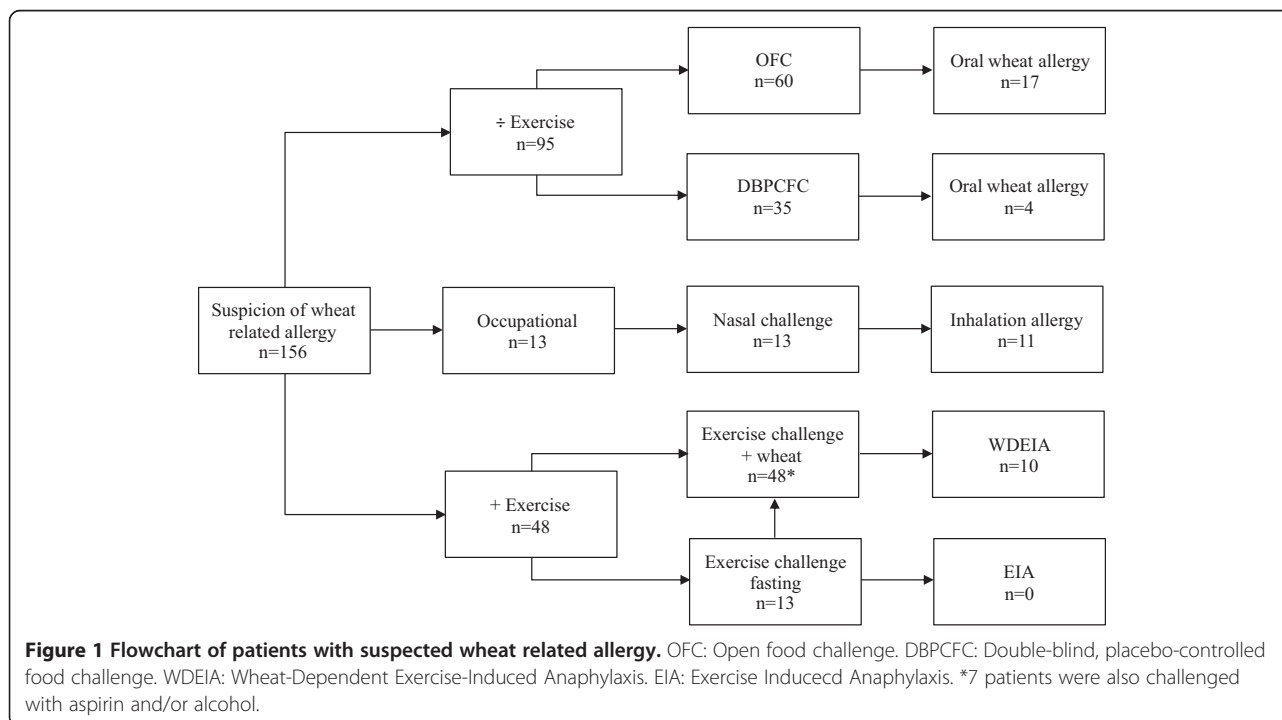 OFC
n=60
Oral wheat allergy
n=17
÷ Exercise
n=95
DBPCFC
n=35
Oral wheat allergy
n=4
Suspicion of wheat
related allergy
n=156
Occupational
n=13
Nasal challenge
n=13
Inhalation allergy
n=11
Exercise challenge
+ wheat
n=48*
WDEIA
n=10
+ Exercise
n=48
Exercise challenge
fasting
n=13
EIA
n=0
Figure 1 Flowchart of patients with suspected wheat related allergy. OFC: Open food challenge. DBPCFC: Double-blind, placebo-controlled
food challenge. WDEIA: Wheat-Dependent Exercise-Induced Anaphylaxis. EIA: Exercise Inducecd Anaphylaxis. *7 patients were also challenged
with aspirin and/or alcohol.